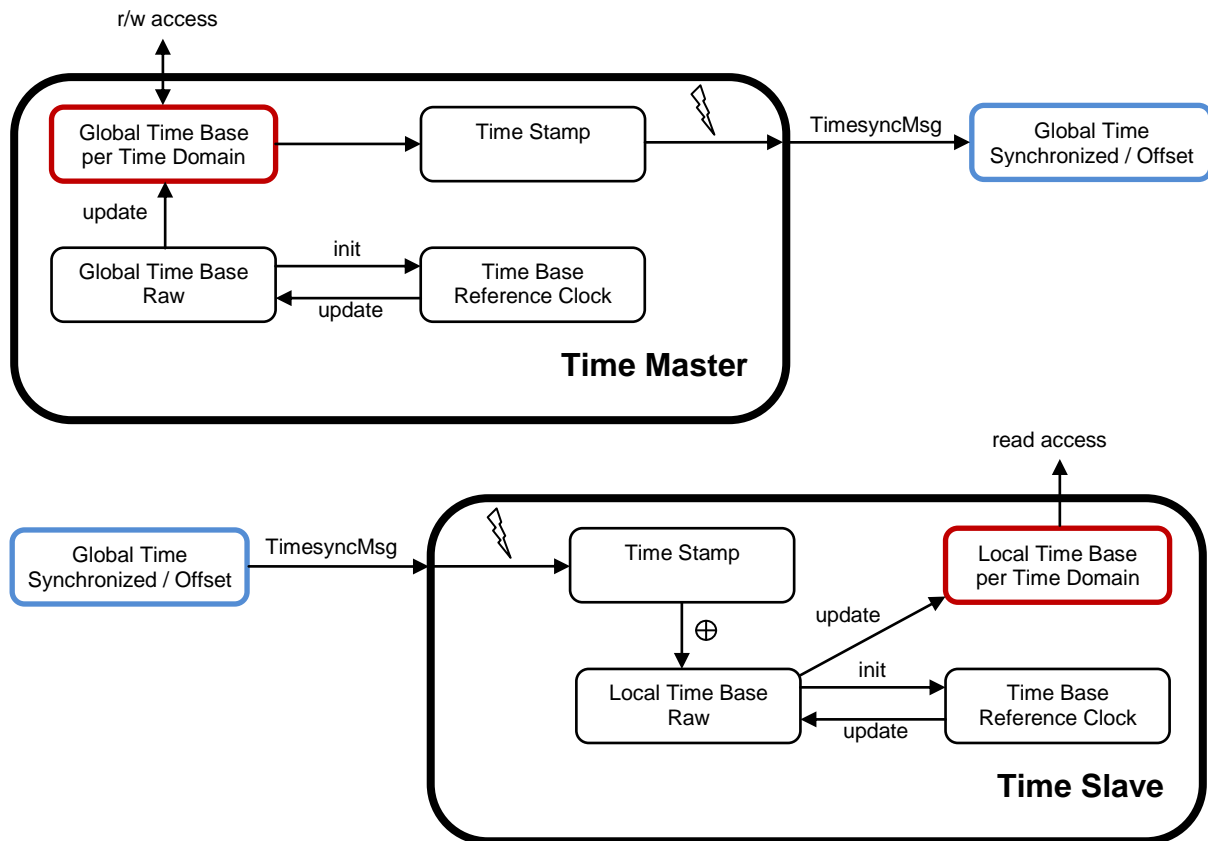 r/w access
Global Time Base
per Time Domain
Time Stamp
TimesyncMsg
Global Time
Synchronized / Offset
update
init
Global Time Base
Raw
Time Base
Reference Clock
update
Time Master
read access
Global Time
Synchronized / Offset
TimesyncMsg
Time Stamp
Local Time Base
per Time Domain
update
init
Local Time Base
Raw
Time Base
Reference Clock
update
Time Slave